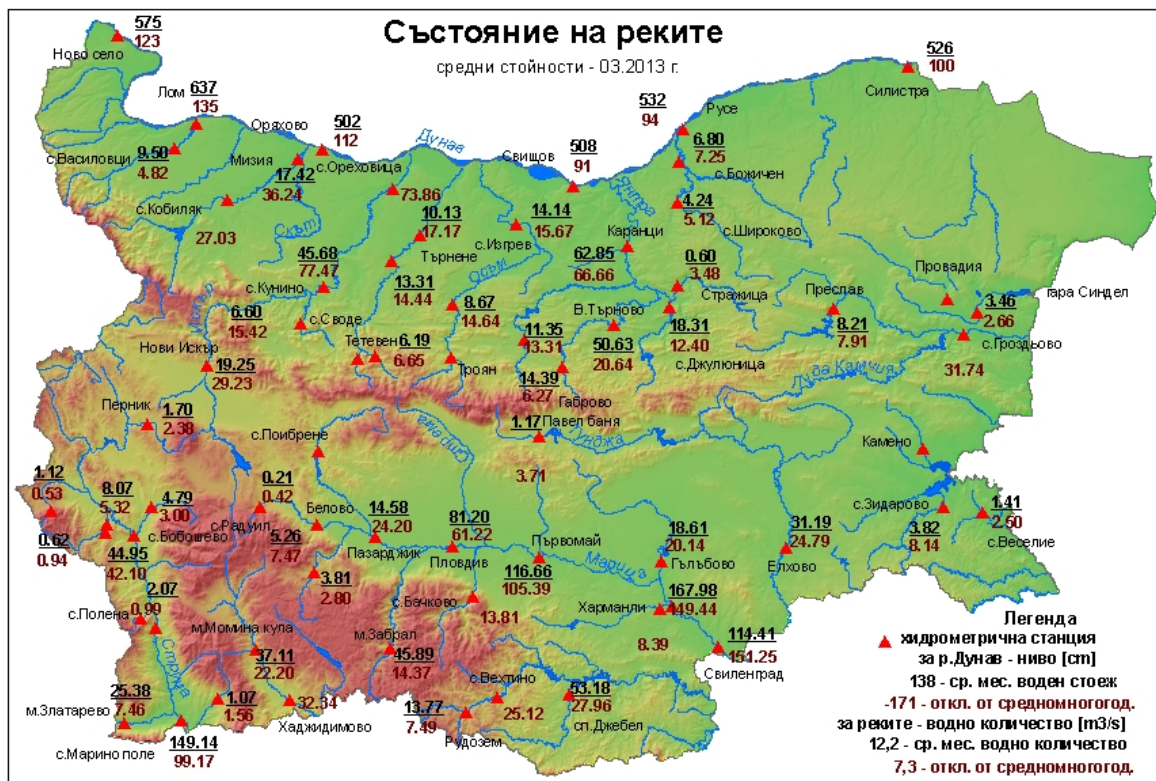 Състояние на реките
средни стойности - 03.2013 г.
575
123
Ново село
Лом
637
135
526
100
Силистра
532
94
Русе
Оряхово
502
112
Дунав
Свищов
508
91
6.80
7.25
с.Божичен
с.Василовци
9.50
4.82
Мизия
17.42
36.24
с.Ореховица
73.86
с.Кобиляк
27.03
Скът
10.13
17.17
Търнене
с.Изгрев
14.14
15.67
Янтра
4.24
5.12
с.Широково
Каранци
62.85
66.66
45.68
77.47
с.Кунино
13.31
14.44
Осъм
8.67
14.64
0.60
3.48
Стражица
Провадия
3.46
2.66
гара Синдел
Преслав
8.21
7.91
с.Гроздьово
31.74
Искър
6.60
15.42
с.Своде
В.Търново
50.63
20.64
18.31
12.40
с.Джулюница
11.35
13.31
Нови Искър
19.25
29.23
Тетевен
6.19
6.65
Троян
14.39
6.27
Габрово
Луда Камчия
Перник
1.70
2.38
с.Поибрене
Стряма
1.17
Павел баня
Тунджа
3.71
Камено
1.12
0.53
8.07
5.32
4.79
3.00
0.21
0.42
с.Радуил
Белово
14.58
24.20
Пазарджик
81.20
61.22
Пловдив
Първомай
116.66
105.39
Марица
18.61
20.14
Гълъбово
31.19
24.79
Елхово
с.Зидарово
3.82
8.14
1.41
2.50
с.Веселие
0.62
0.94
с.Бобошево
44.95
42.10
5.26
7.47
3.81
2.80
2.07
0.99
с.Полена
Струма
с.Бачково
13.81
Харманли
167.98
149.44
8.39
114.41
151.25
Свиленград
м.Момина кула
37.11
22.20
м.Забрал
45.89
14.37
25.38
7.46
м.Златарево
1.07
1.56
32.34
Хаджидимово
с.Вехтино
25.12
13.77
7.49
Рудозем
53.18
27.96
сп.Джебел
с.Марино поле
149.14
99.17
Легенда
хидрометрична станция
за р.Дунав - ниво [cm]
138 - ср. мес. воден стоеж
-171 - откл. от средномногогод.
за реките - водно количество [m3/s]
12,2 - ср. мес. водно количество
7,3 - откл. от средномногогод.